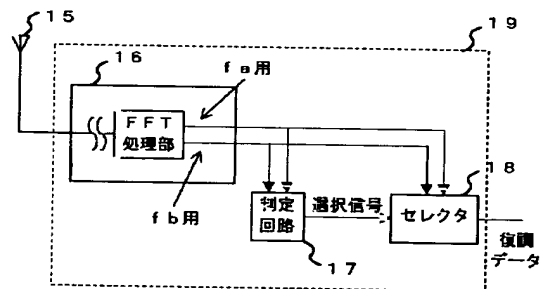 15
19
16
fa用
FFT
処理部
fb用
18
判定
回路
選択信号
セレクタ
復調
データ
17